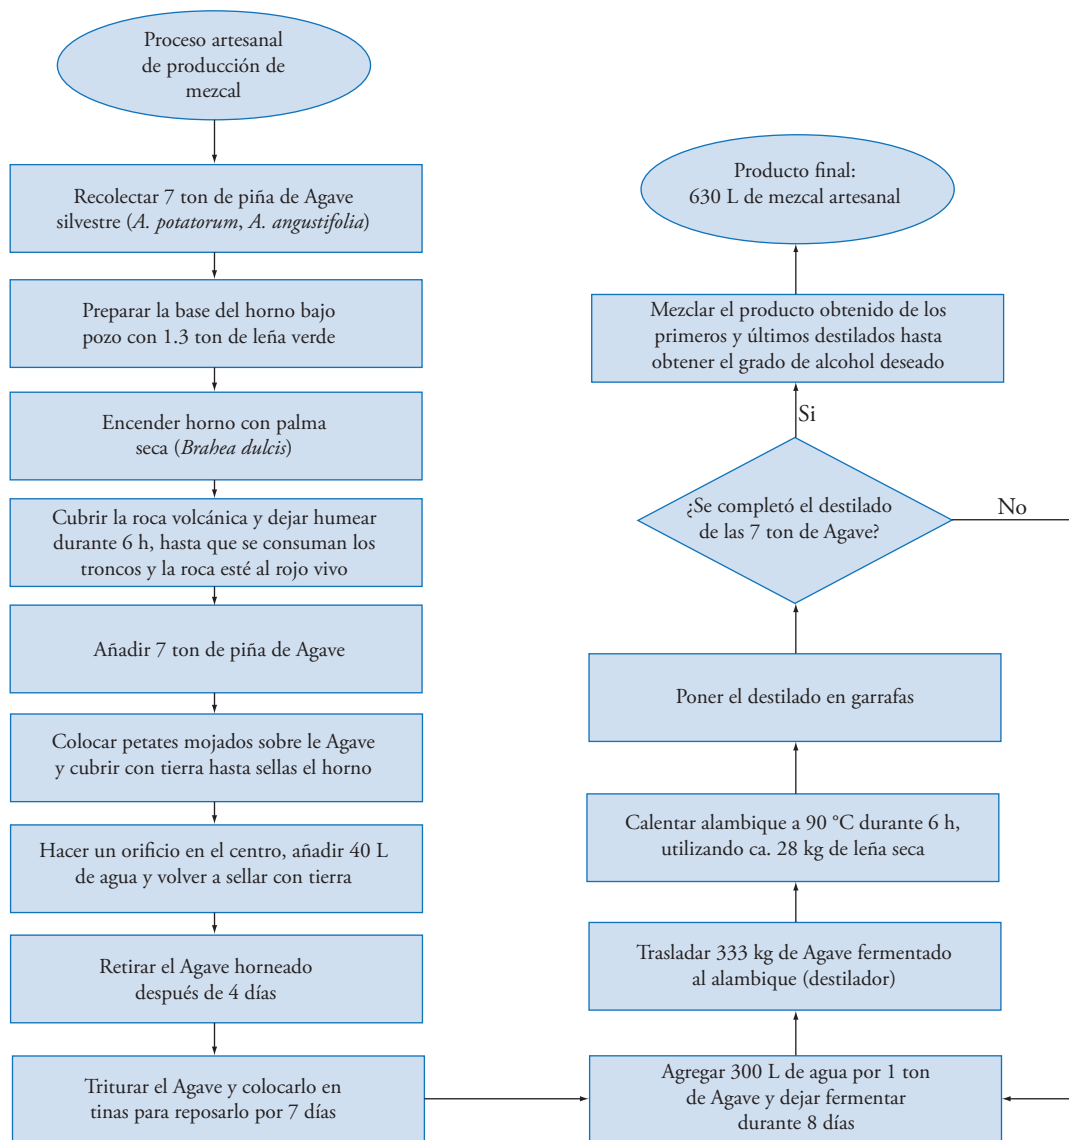 Proceso artesanal
de producción de
mezcal
Recolectar 7 ton de piña de Agave
silvestre (A. potatorum, A. angustifolia)
Preparar la base del horno bajo
pozo con 1.3 ton de leña verde
Encender horno con palma
seca (Brahea dulcis)
Cubrir la roca volcánica y dejar humear
durante 6 h, hasta que se consuman los
troncos y la roca esté al rojo vivo
Añadir 7 ton de piña de Agave
Colocar petates mojados sobre le Agave
y cubrir con tierra hasta sellas el horno
Hacer un orificio en el centro, añadir 40 L
de agua y volver a sellar con tierra
Retirar el Agave horneado
después de 4 días
Triturar el Agave y colocarlo en
tinas para reposarlo por 7 días
Agregar 300 L de agua por 1 ton
de Agave y dejar fermentar
durante 8 días
Trasladar 333 kg de Agave fermentado
al alambique (destilador)
Calentar alambique a 90 °C durante 6 h,
utilizando ca. 28 kg de leña seca
Poner el destilado en garrafas
¿Se completó el destilado
de las 7 ton de Agave?
No
Si
Mezclar el producto obtenido de los
primeros y últimos destilados hasta
obtener el grado de alcohol deseado
Producto final:
630 L de mezcal artesanal